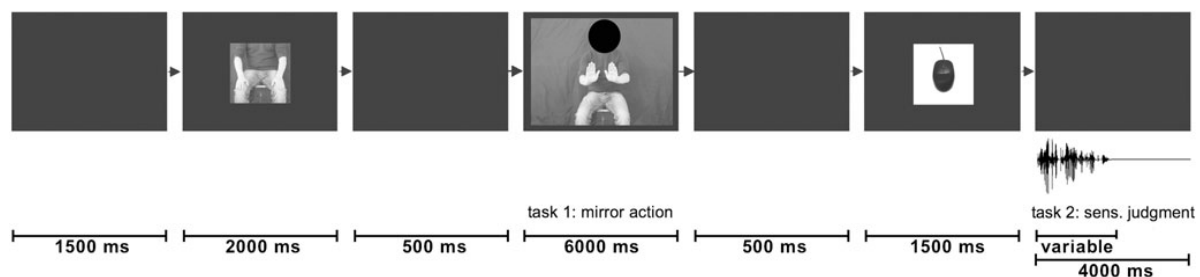 task 1: mirror action
task 2: sens. judgment
1500 ms
2000 ms
500 ms
6000 ms
500 ms
1500 ms
variable
4000 ms